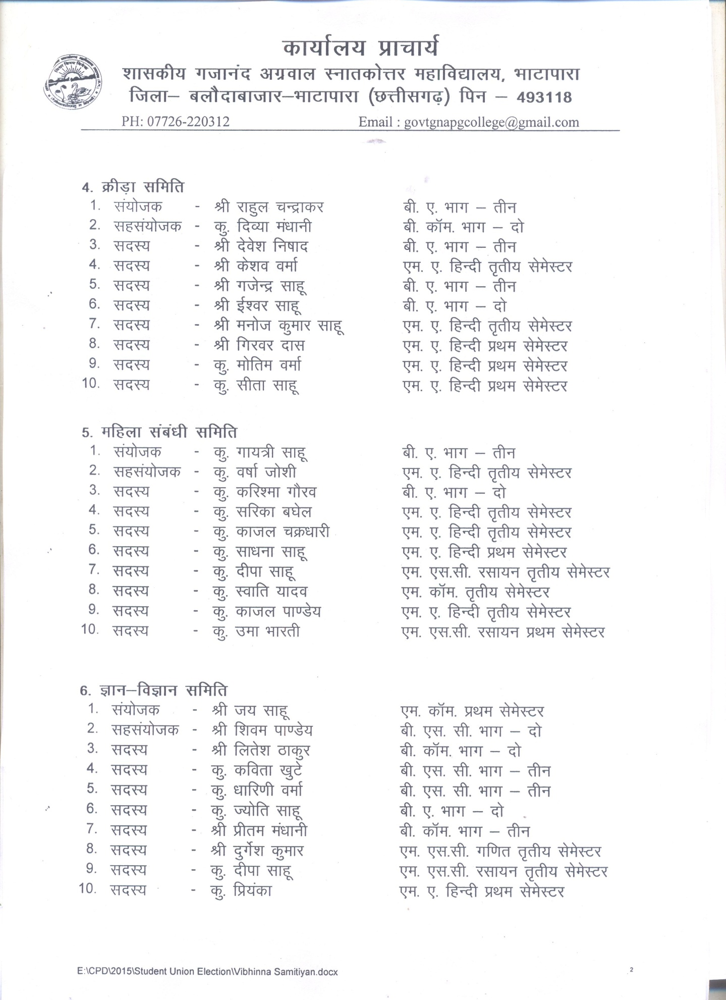 कार्यालय प्राचार्य
शासकीय गजानंद अग्रवाल स्नातकोत्तर महाविद्यालय, भाटापारा
जिला– बलौदाबाजार–भाटापारा (छत्तीसगढ़) पिन – 493118
PH: 07726-220312 Email : govtgnapgcollege@gmail.com
4. क्रीड़ा समिति
1. संयोजक - श्री राहुल चन्द्राकर बी. ए. भाग – तीन
2. सहसंयोजक - कु. दिव्या मंधानी बी. कॉम. भाग – दो
3. सदस्य - श्री देवेश निषाद बी. ए. भाग – तीन
4. सदस्य - श्री केशव वर्मा एम. ए. हिन्दी तृतीय सेमेस्टर
5. सदस्य - श्री गजेन्द्र साहू बी. ए. भाग – तीन
6. सदस्य - श्री ईश्वर साहू बी. ए. भाग – दो
7. सदस्य - श्री मनोज कुमार साहू एम. ए. हिन्दी तृतीय सेमेस्टर
8. सदस्य - श्री गिरवर दास एम. ए. हिन्दी प्रथम सेमेस्टर
9. सदस्य - कु. मोतिम वर्मा एम. ए. हिन्दी प्रथम सेमेस्टर
10. सदस्य - कु. सीता साहू एम. ए. हिन्दी प्रथम सेमेस्टर
5. महिला संबंधी समिति
1. संयोजक - कु. गायत्री साहू बी. ए. भाग – तीन
2. सहसंयोजक - कु. वर्षा जोशी एम. ए. हिन्दी तृतीय सेमेस्टर
3. सदस्य - कु. करिश्मा गौरव बी. ए. भाग – दो
4. सदस्य - कु. सरिका बघेल एम. ए. हिन्दी तृतीय सेमेस्टर
5. सदस्य - कु. काजल चक्रधारी एम. ए. हिन्दी तृतीय सेमेस्टर
6. सदस्य - कु. साधना साहू एम. ए. हिन्दी प्रथम सेमेस्टर
7. सदस्य - कु. दीपा साहू एम. एस.सी. रसायन तृतीय सेमेस्टर
8. सदस्य - कु. स्वाति यादव एम. कॉम. तृतीय सेमेस्टर
9. सदस्य - कु. काजल पाण्डेय एम. ए. हिन्दी तृतीय सेमेस्टर
10. सदस्य - कु. उमा भारती एम. एस.सी. रसायन प्रथम सेमेस्टर
6. ज्ञान–विज्ञान समिति
1. संयोजक - श्री जय साहू एम. कॉम. प्रथम सेमेस्टर
2. सहसंयोजक - श्री शिवम पाण्डेय बी. एस. सी. भाग – दो
3. सदस्य - श्री लितेश ठाकुर बी. कॉम. भाग – दो
4. सदस्य - कु. कविता खुटे बी. एस. सी. भाग – तीन
5. सदस्य - कु. धारिणी वर्मा बी. एस. सी. भाग – तीन
6. सदस्य - कु. ज्योति साहू बी. ए. भाग – दो
7. सदस्य - श्री प्रीतम मंधानी बी. कॉम. भाग – तीन
8. सदस्य - श्री दुर्गेश कुमार एम. एस.सी. गणित तृतीय सेमेस्टर
9. सदस्य - कु. दीपा साहू एम. एस.सी. रसायन तृतीय सेमेस्टर
10. सदस्य - कु. प्रियंका एम. ए. हिन्दी प्रथम सेमेस्टर
E:\CPD\2015\Student Union Election\Vibhinna Samitiyan.docx 2